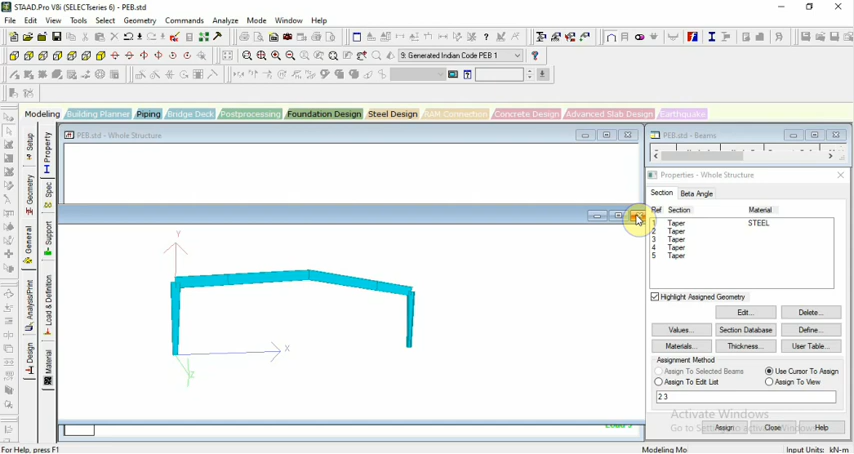 STAAD.Pro V8i (SELECTseries 6) - PEB.std
File Edit View Tools Select Geometry Commands Analyze Mode Window Help
9: Generated Indian Code PEB 1
Modeling Building Planner Piping Bridge Deck Postprocessing Foundation Design Steel Design RAM Connection Concrete Design Advanced Slab Design Earthquake
PEB.std - Whole Structure
PEB.std - Beams
Setup
Geometry
General
Analysis/Print
Design
Property
Spec
Support
Load & Definition
Material
Y
X
Z
Properties - Whole Structure
Section Beta Angle
Ref Section Material
1 Taper STEEL
2 Taper
3 Taper
4 Taper
5 Taper
Highlight Assigned Geometry
Edit... Delete...
Values... Section Database Define...
Materials... Thickness... User Table...
Assignment Method
Assign To Selected Beams Use Cursor To Assign
Assign To Edit List Assign To View
2 3
Activate Windows
Assign Close Help
For Help, press F1
Modeling Mo
Input Units: kN-m